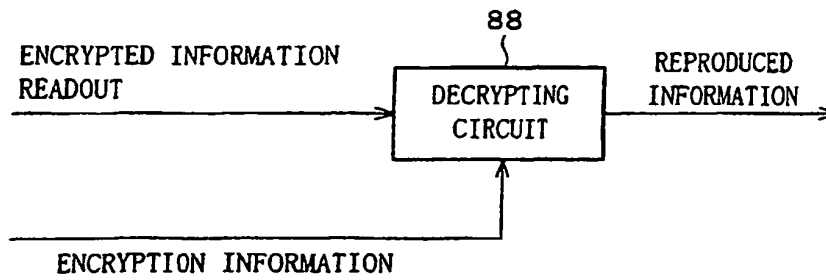 88
ENCRYPTED INFORMATION
READOUT
DECRYPTING
CIRCUIT
REPRODUCED
INFORMATION
ENCRYPTION INFORMATION